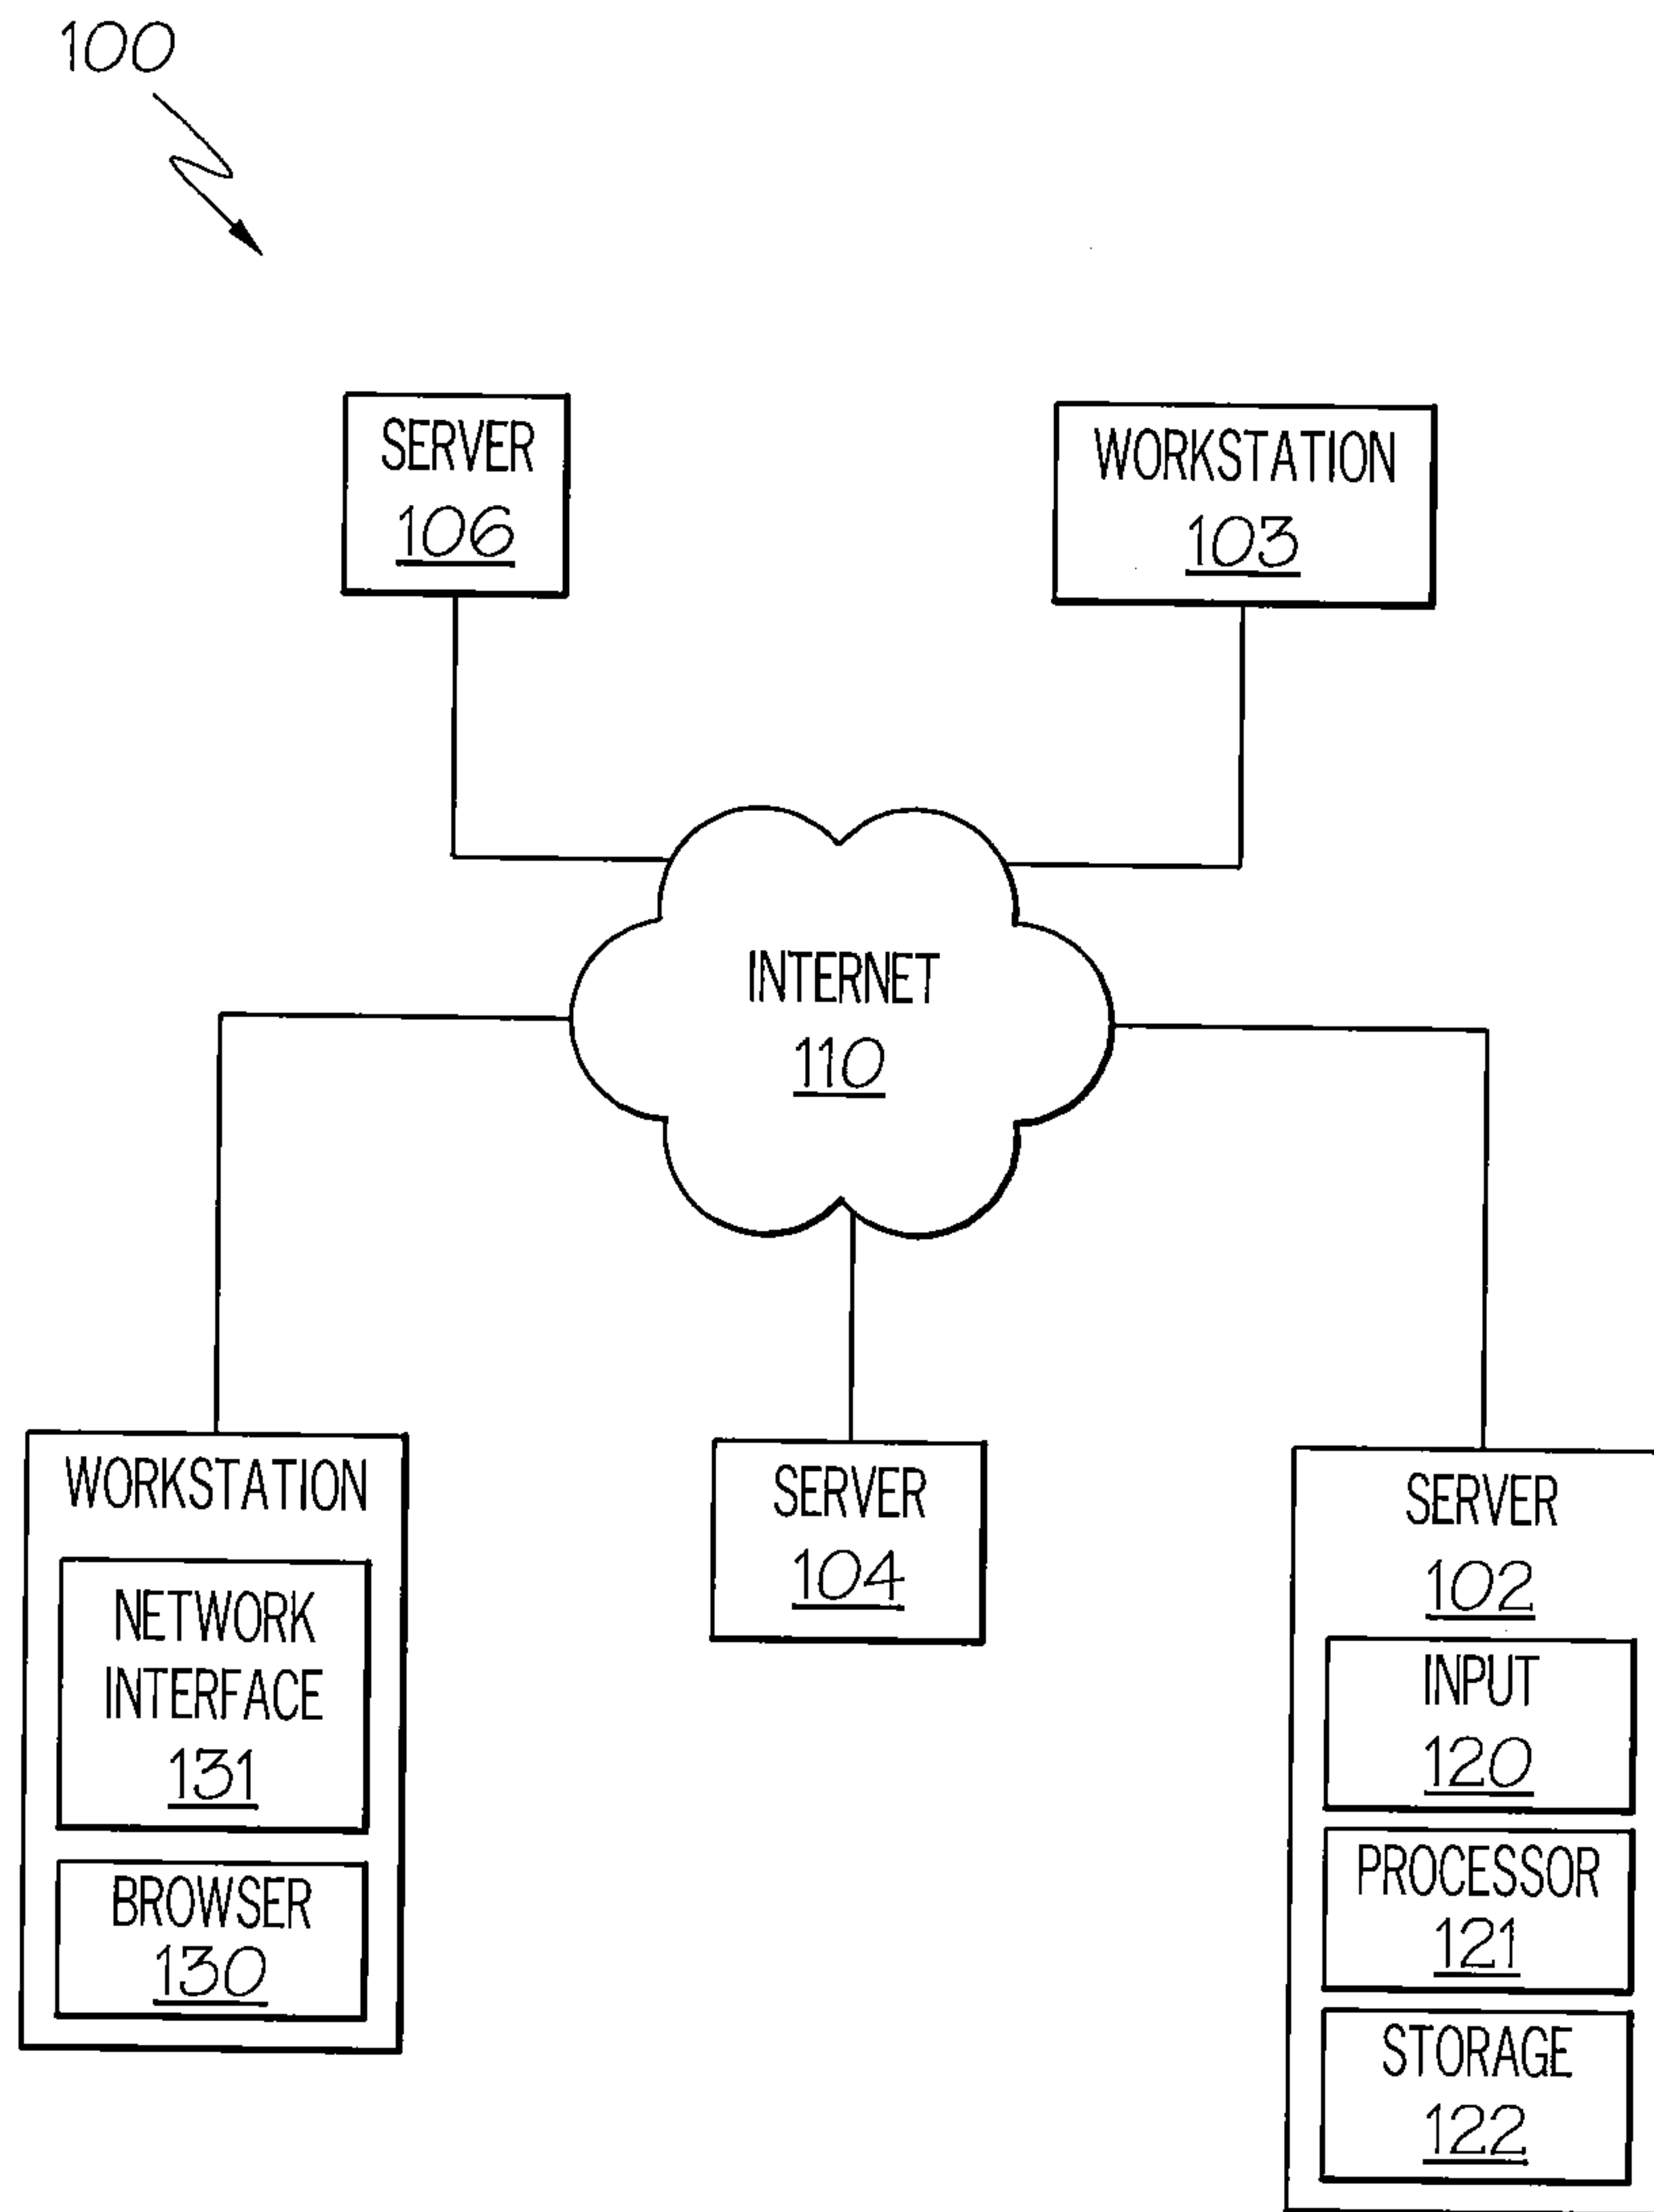 100
SERVER
106
WORKSTATION
103
INTERNET
110
WORKSTATION
NETWORK
INTERFACE
131
BROWSER
130
SERVER
104
SERVER
102
INPUT
120
PROCESSOR
121
STORAGE
122